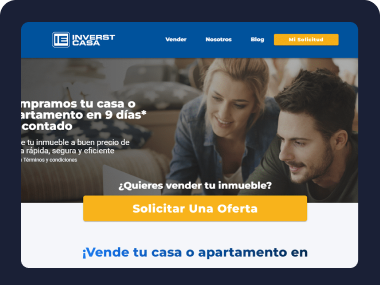 INVERST
CASA
Vender
Nosotros
Blog
Mi Solicitud
mpramos tu casa o
artamento en 9 días*
contado
e tu inmueble a buen precio de
a rápida, segura y eficiente
Términos y condiciones
¿Quieres vender tu inmueble?
Solicitar Una Oferta
¡Vende tu casa o apartamento en